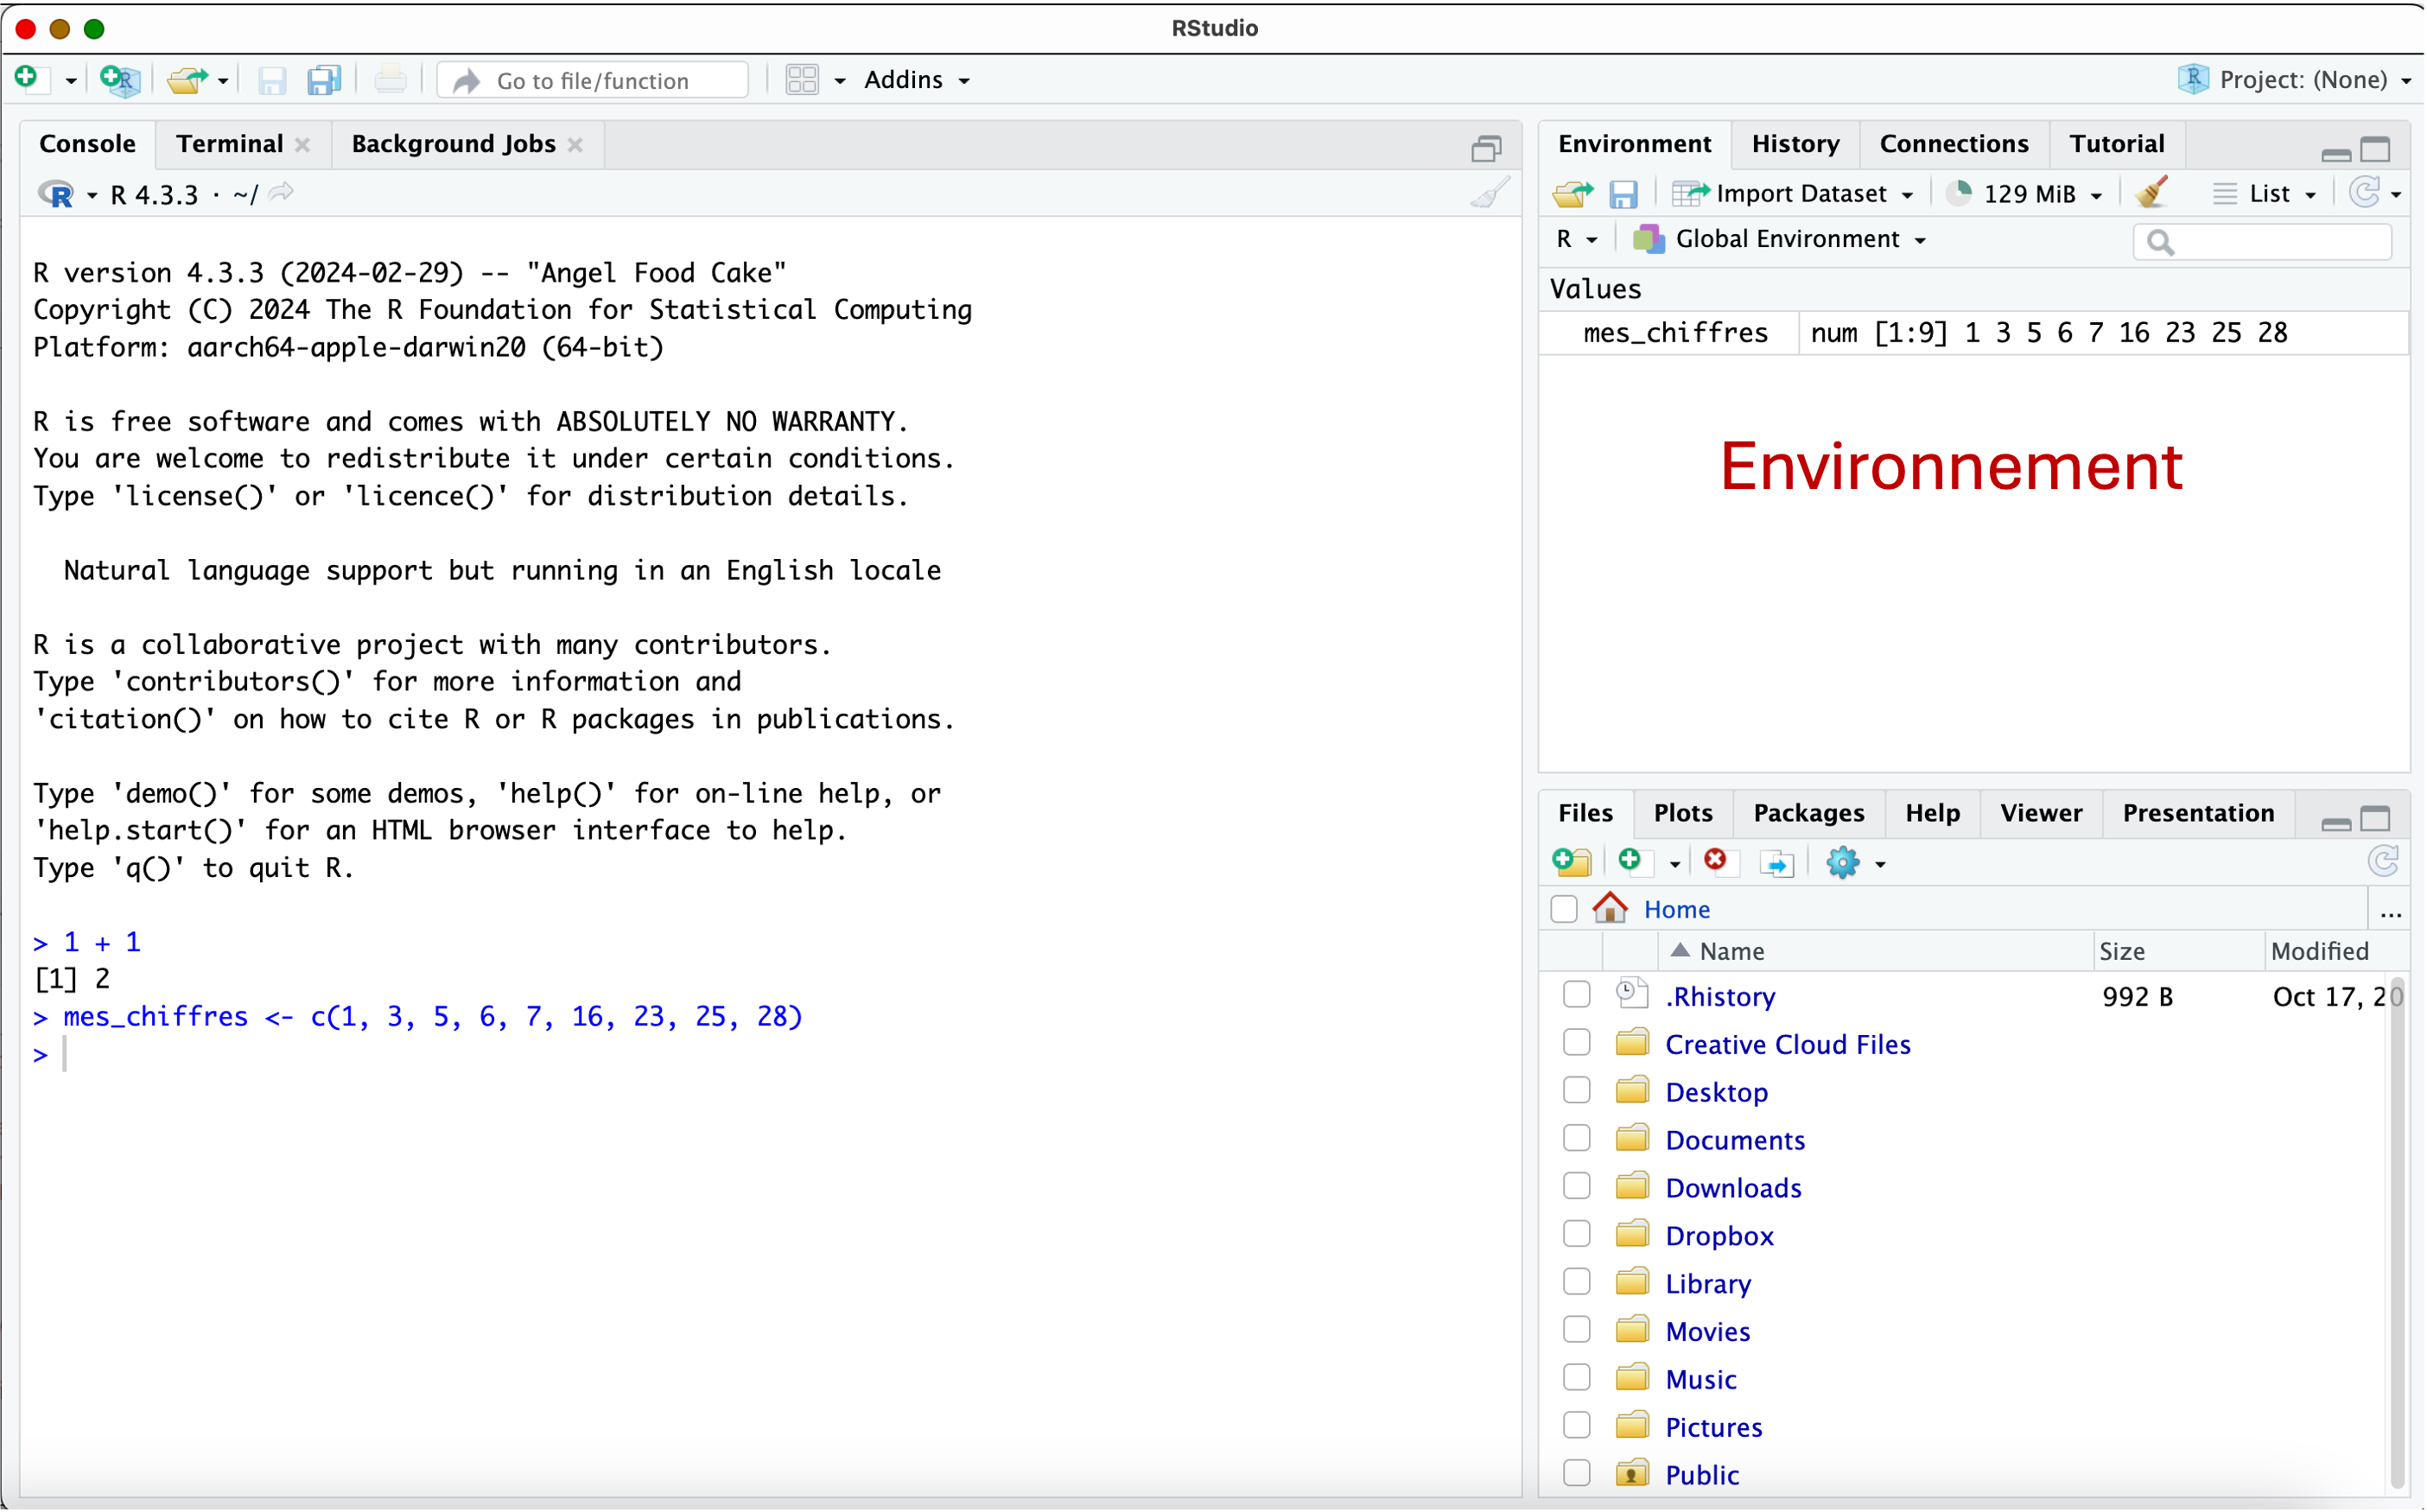 RStudio
Go to file/function
Addins
Project: (None)
Console
Terminal
Background Jobs
R 4.3.3 · ~/
R version 4.3.3 (2024-02-29) -- "Angel Food Cake"
Copyright (C) 2024 The R Foundation for Statistical Computing
Platform: aarch64-apple-darwin20 (64-bit)
R is free software and comes with ABSOLUTELY NO WARRANTY.
You are welcome to redistribute it under certain conditions.
Type 'license()' or 'licence()' for distribution details.
Natural language support but running in an English locale
R is a collaborative project with many contributors.
Type 'contributors()' for more information and
'citation()' on how to cite R or R packages in publications.
Type 'demo()' for some demos, 'help()' for on-line help, or
'help.start()' for an HTML browser interface to help.
Type 'q()' to quit R.
> 1 + 1
[1] 2
> mes_chiffres <- c(1, 3, 5, 6, 7, 16, 23, 25, 28)
>
Environment
History
Connections
Tutorial
Import Dataset
129 MiB
List
R
Global Environment
Values
mes_chiffres num [1:9] 1 3 5 6 7 16 23 25 28
Environnement
Files
Plots
Packages
Help
Viewer
Presentation
Home
...
Name Size Modified
.Rhistory 992 B Oct 17, 20
Creative Cloud Files
Desktop
Documents
Downloads
Dropbox
Library
Movies
Music
Pictures
Public